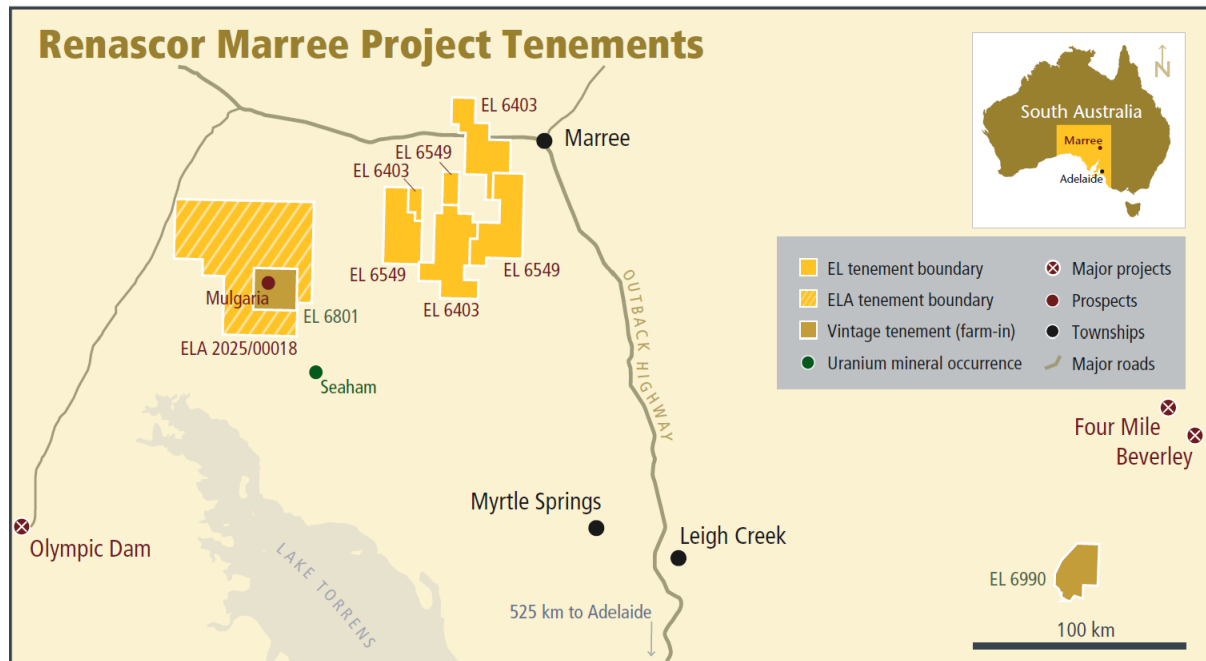 Renascor Marree Project Tenements
N
South Australia
Marree
Adelaide
EL 6403
Marree
EL 6549
EL 6403
EL 6549
EL 6549
EL 6403
Mulgaria
EL 6801
ELA 2025/00018
Seaham
OUTBACK HIGHWAY
EL tenement boundary
ELA tenement boundary
Vintage tenement (farm-in)
Uranium mineral occurrence
Major projects
Prospects
Townships
Major roads
Four Mile
Beverley
Olympic Dam
LAKE TORRENS
Myrtle Springs
Leigh Creek
525 km to Adelaide
EL 6990
100 km